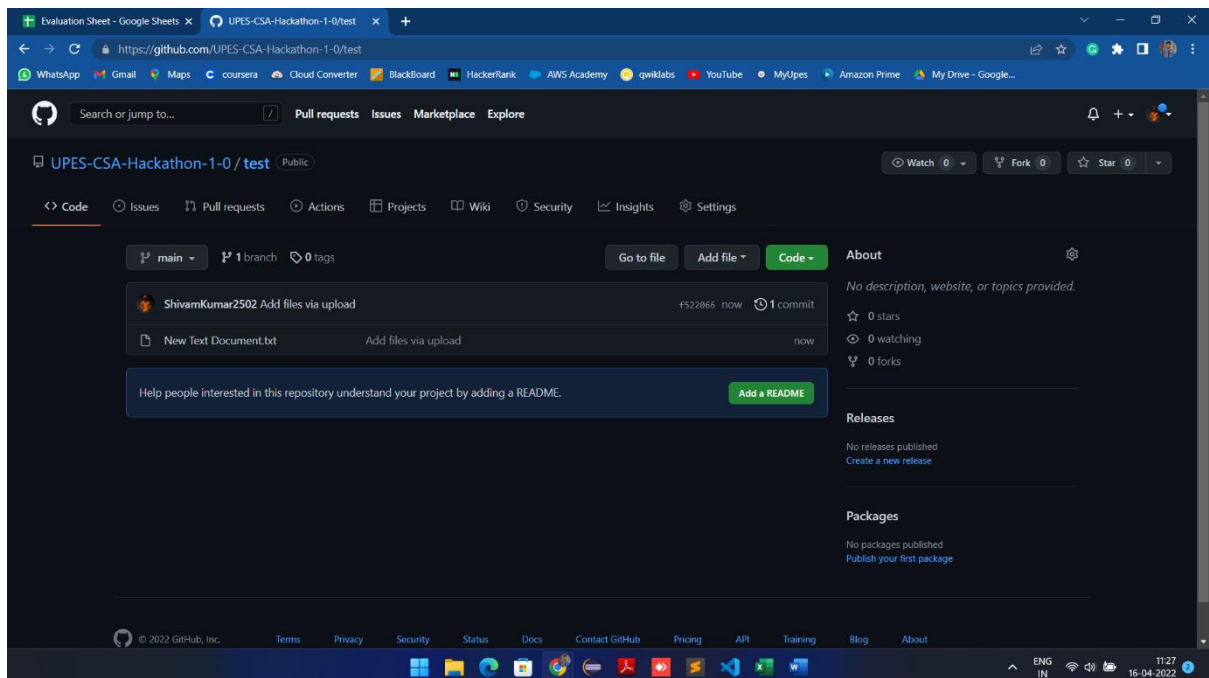 Evaluation Sheet - Google Sheets UPES-CSA-Hackathon-1-0/test
https://github.com/UPES-CSA-Hackathon-1-0/test
WhatsApp Gmail Maps coursera Cloud Converter BlackBoard HackerRank AWS Academy qwiklabs YouTube MyUpes Amazon Prime My Drive - Google...
Search or jump to... / Pull requests Issues Marketplace Explore
UPES-CSA-Hackathon-1-0 / test Public Watch 0 Fork 0 Star 0
Code Issues Pull requests Actions Projects Wiki Security Insights Settings
main 1 branch 0 tags Go to file Add file Code About
No description, website, or topics provided.
ShivamKumar2502 Add files via upload f522066 now 1 commit
0 stars
New Text Document.txt Add files via upload now
0 watching
0 forks
Help people interested in this repository understand your project by adding a README. Add a README
Releases
No releases published
Create a new release
Packages
No packages published
Publish your first package
© 2022 GitHub, Inc. Terms Privacy Security Status Docs Contact GitHub Pricing API Training Blog About
ENG 11:27
IN 16-04-2022 2